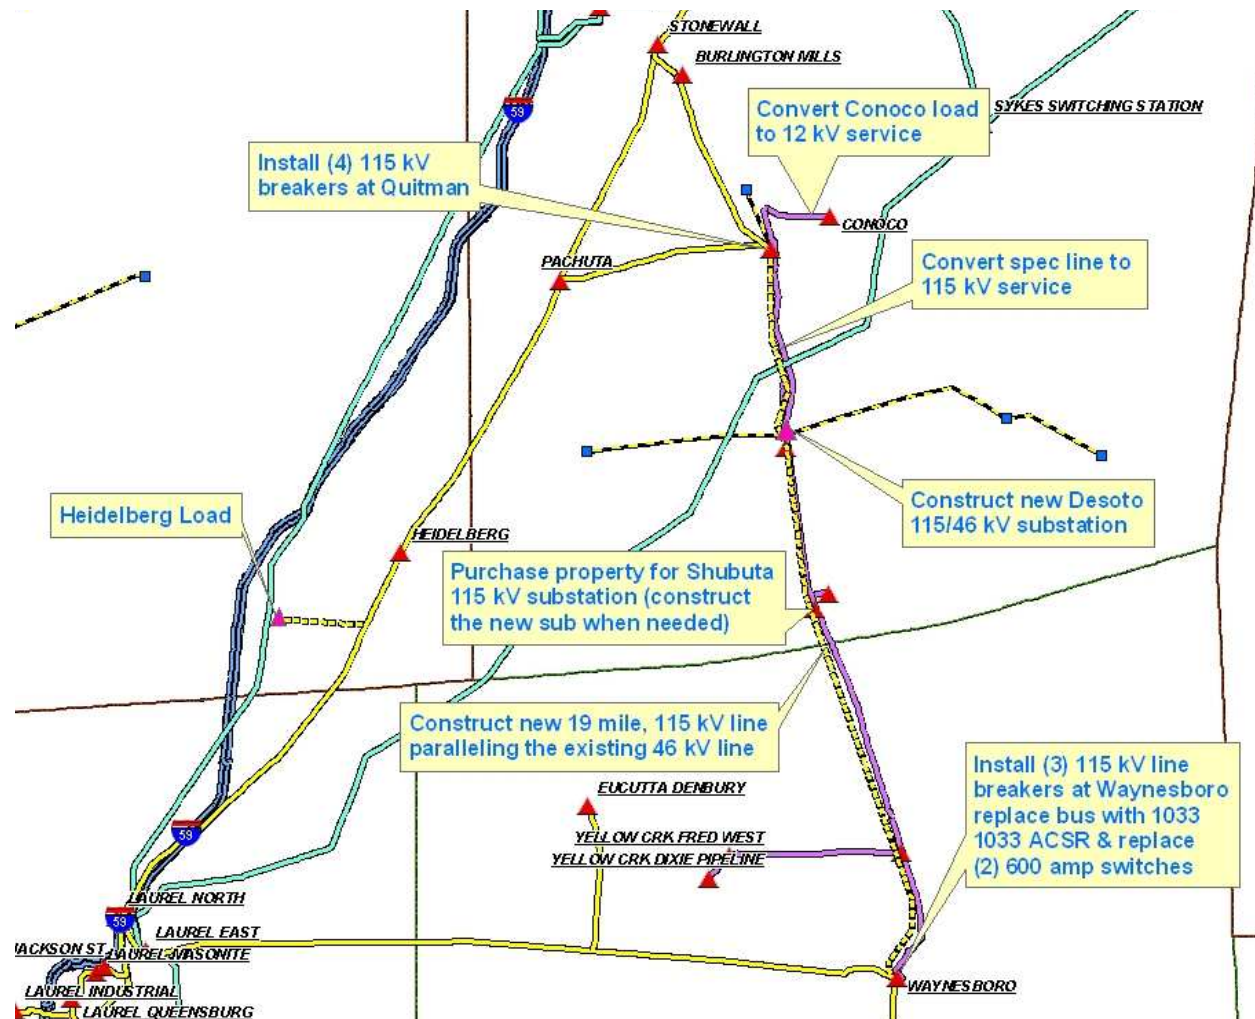 STONEWALL
BURLINGTON MILLS
59
Convert Conoco load
to 12 kV service
SYKES SWITCHING STATION
Install (4) 115 kV
breakers at Quitman
CONOCO
PACHUTA
Convert spec line to
115 kV service
Heidelberg Load
Construct new Desoto
115/46 kV substation
HEIDELBERG
Purchase property for Shubuta
115 kV substation (construct
the new sub when needed)
Construct new 19 mile, 115 kV line
paralleling the existing 46 kV line
Install (3) 115 kV line
breakers at Waynesboro
replace bus with 1033
1033 ACSR & replace
(2) 600 amp switches
EUCUTTA DENBURY
59
YELLOW CRK FRED WEST
YELLOW CRK DIXIE PIPELINE
LAUREL NORTH
59
LAUREL EAST
JACKSON ST
LAUREL MASONITE
WAYNESBORO
LAUREL INDUSTRIAL
LAUREL QUEENSBURG